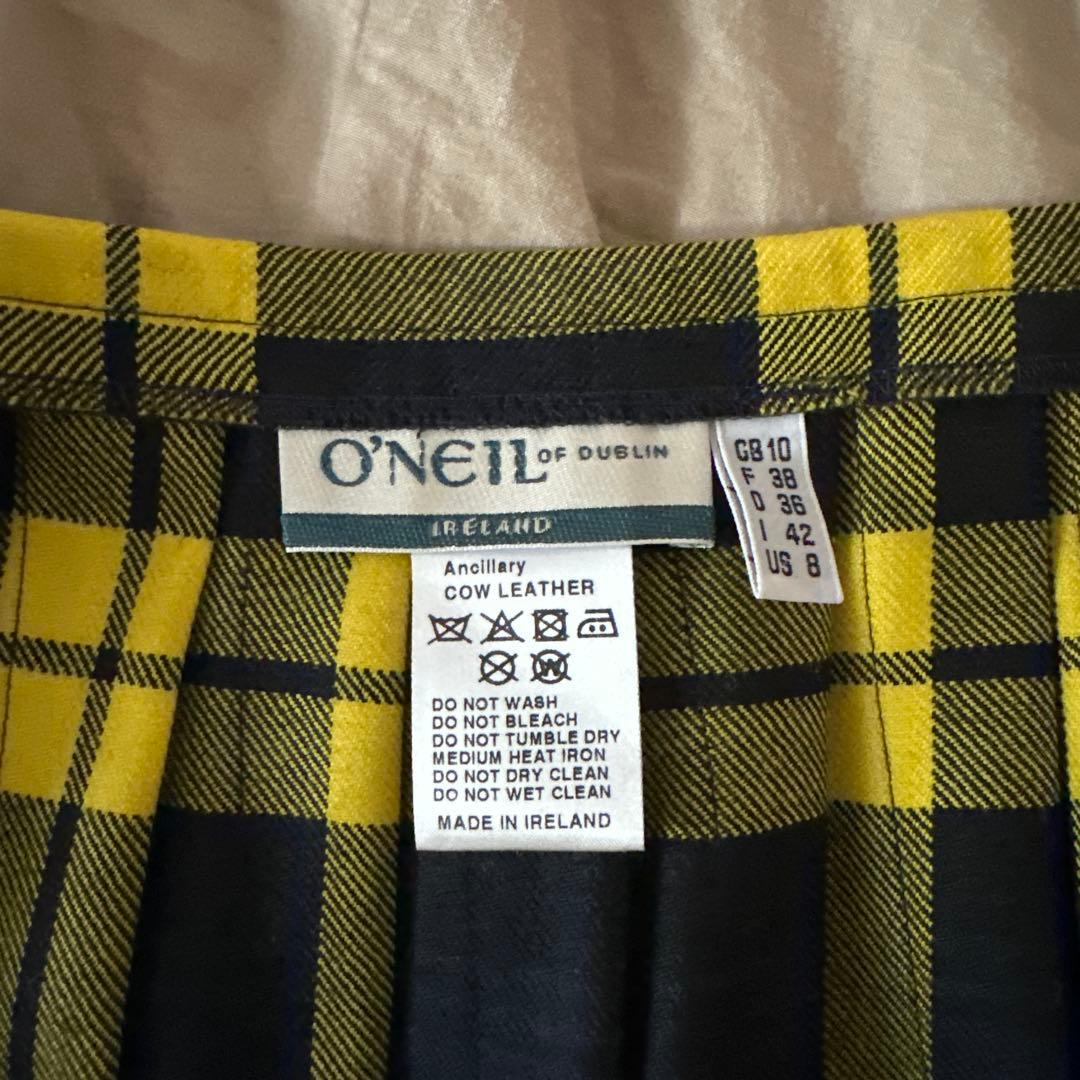 O'NEIL OF DUBLIN
IRELAND
GB 10
F 38
D 36
I 42
US 8
Ancillary
COW LEATHER
W
DO NOT WASH
DO NOT BLEACH
DO NOT TUMBLE DRY
MEDIUM HEAT IRON
DO NOT DRY CLEAN
DO NOT WET CLEAN
MADE IN IRELAND